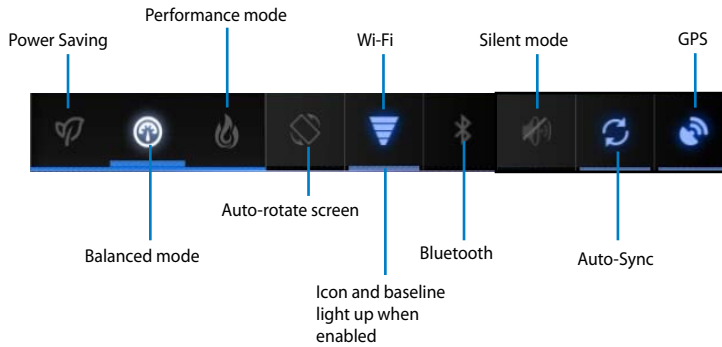 Performance mode
Power Saving
Wi-Fi
Silent mode
GPS
Auto-rotate screen
Balanced mode
Bluetooth
Auto-Sync
Icon and baseline
light up when
enabled